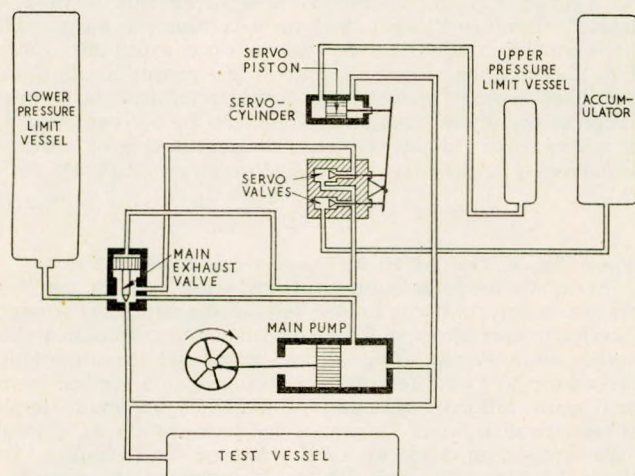 LOWER
PRESSURE
LIMIT
VESSEL
SERVO
PISTON
SERVO-
CYLINDER
UPPER
PRESSURE
LIMIT VESSEL
ACCUM-
ULATOR
SERVO
VALVES
MAIN
EXHAUST
VALVE
MAIN PUMP
TEST VESSEL